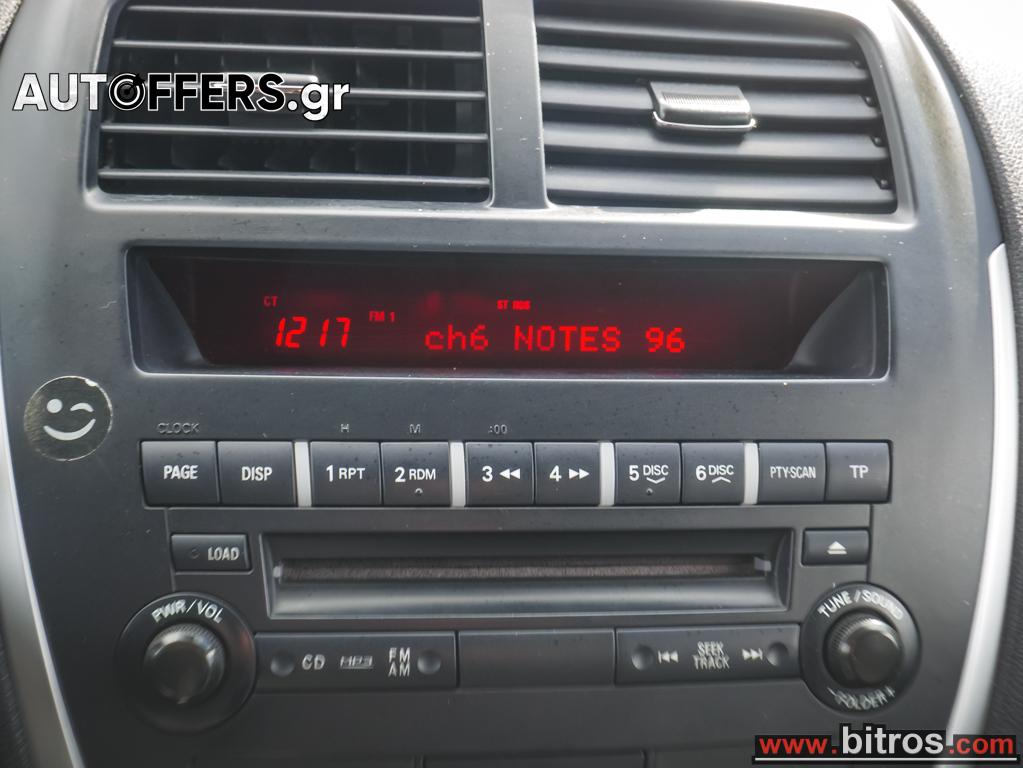 AUTOFFERS.gr
CT
ST RDS
1217 FM 1 ch6 NOTES 96
CLOCK H M :00
PAGE DISP 1 RPT 2 RDM 3 4 5 DISC 6 DISC PTY-SCAN TP
LOAD
PWR/VOL
TUNE / SOUND
CD MP3 FM AM
SEEK TRACK
- FOLDER +
www.bitros.com